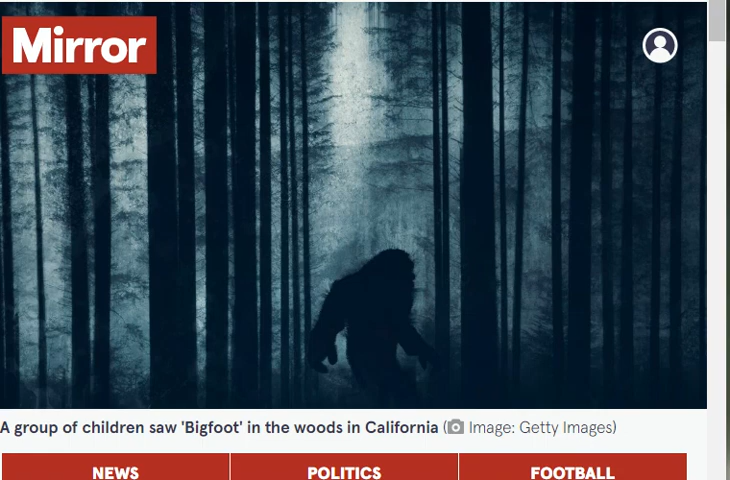 Mirror
A group of children saw 'Bigfoot' in the woods in California (Image: Getty Images)
NEWS
POLITICS
FOOTBALL